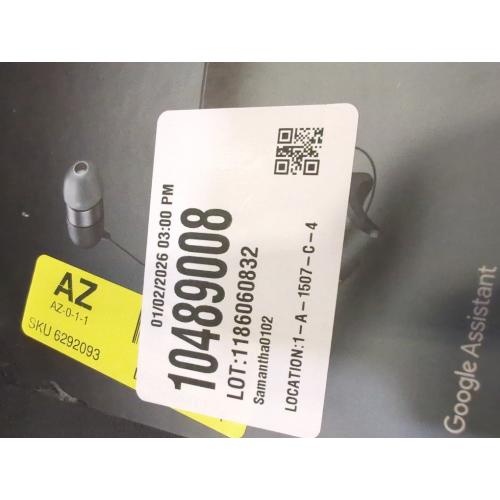 01/02/2026 03:00 PM
10489008
LOT:1186060832
Samantha0102
LOCATION:1-A-1507-C-4
AZ
AZ-0-1-1
SKU 6292093
Google Assistant